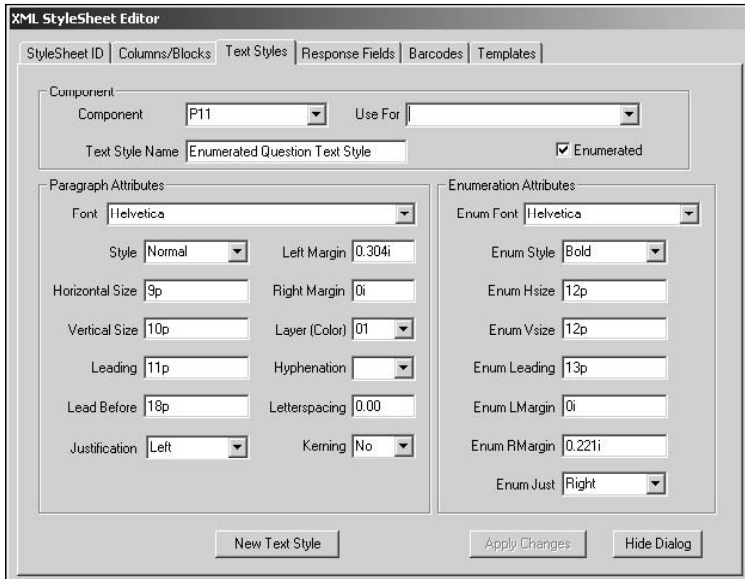 XML StyleSheet Editor
StyleSheet ID Columns/Blocks Text Styles Response Fields Barcodes Templates
Component
Component P11 Use For
Text Style Name Enumerated Question Text Style Enumerated
Paragraph Attributes
Font Helvetica
Style Normal Left Margin 0.304i
Horizontal Size 9p Right Margin 0i
Vertical Size 10p Layer (Color) 01
Leading 11p Hyphenation
Lead Before 18p Letterspacing 0.00
Justification Left Kerning No
Enumeration Attributes
Enum Font Helvetica
Enum Style Bold
Enum Hsize 12p
Enum Vsize 12p
Enum Leading 13p
Enum LMargin 0i
Enum RMargin 0.221i
Enum Just Right
New Text Style Apply Changes Hide Dialog